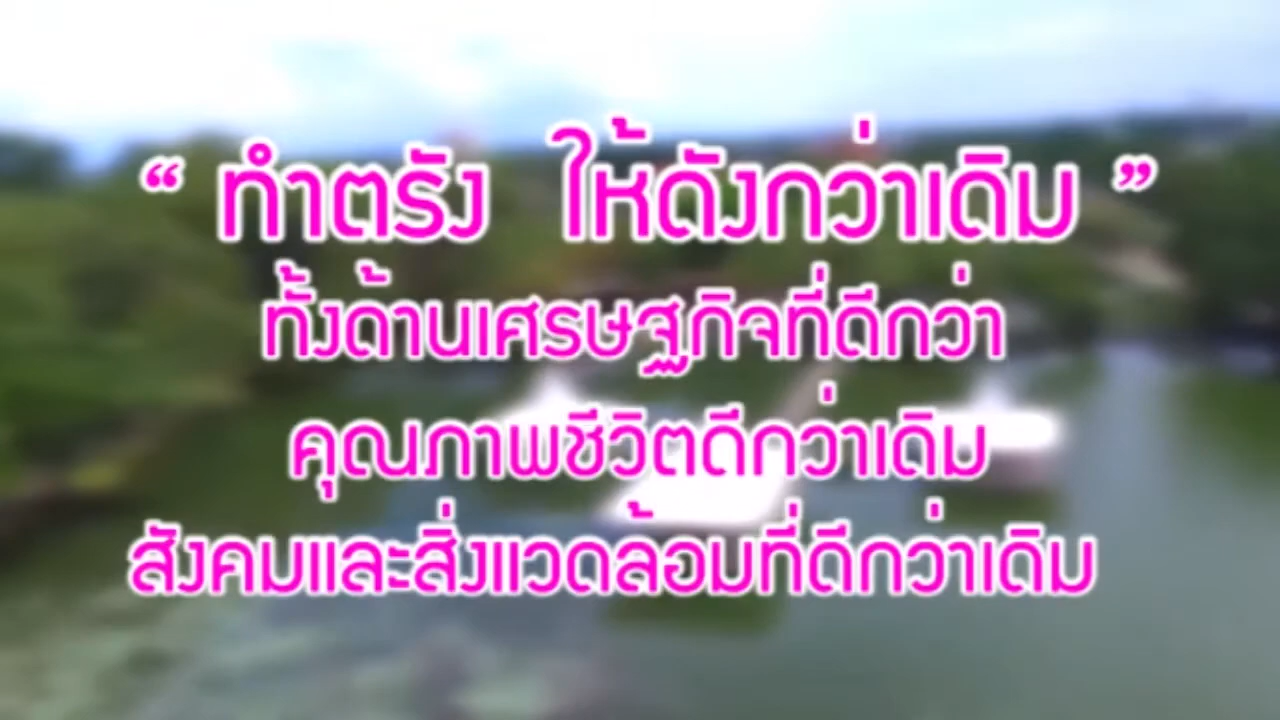 “ ทำตรัง ให้ดังกว่าเดิม ”
ทั้งด้านเศรษฐกิจที่ดีกว่า
คุณภาพชีวิตดีกว่าเดิม
สังคมและสิ่งแวดล้อมที่ดีกว่าเดิม